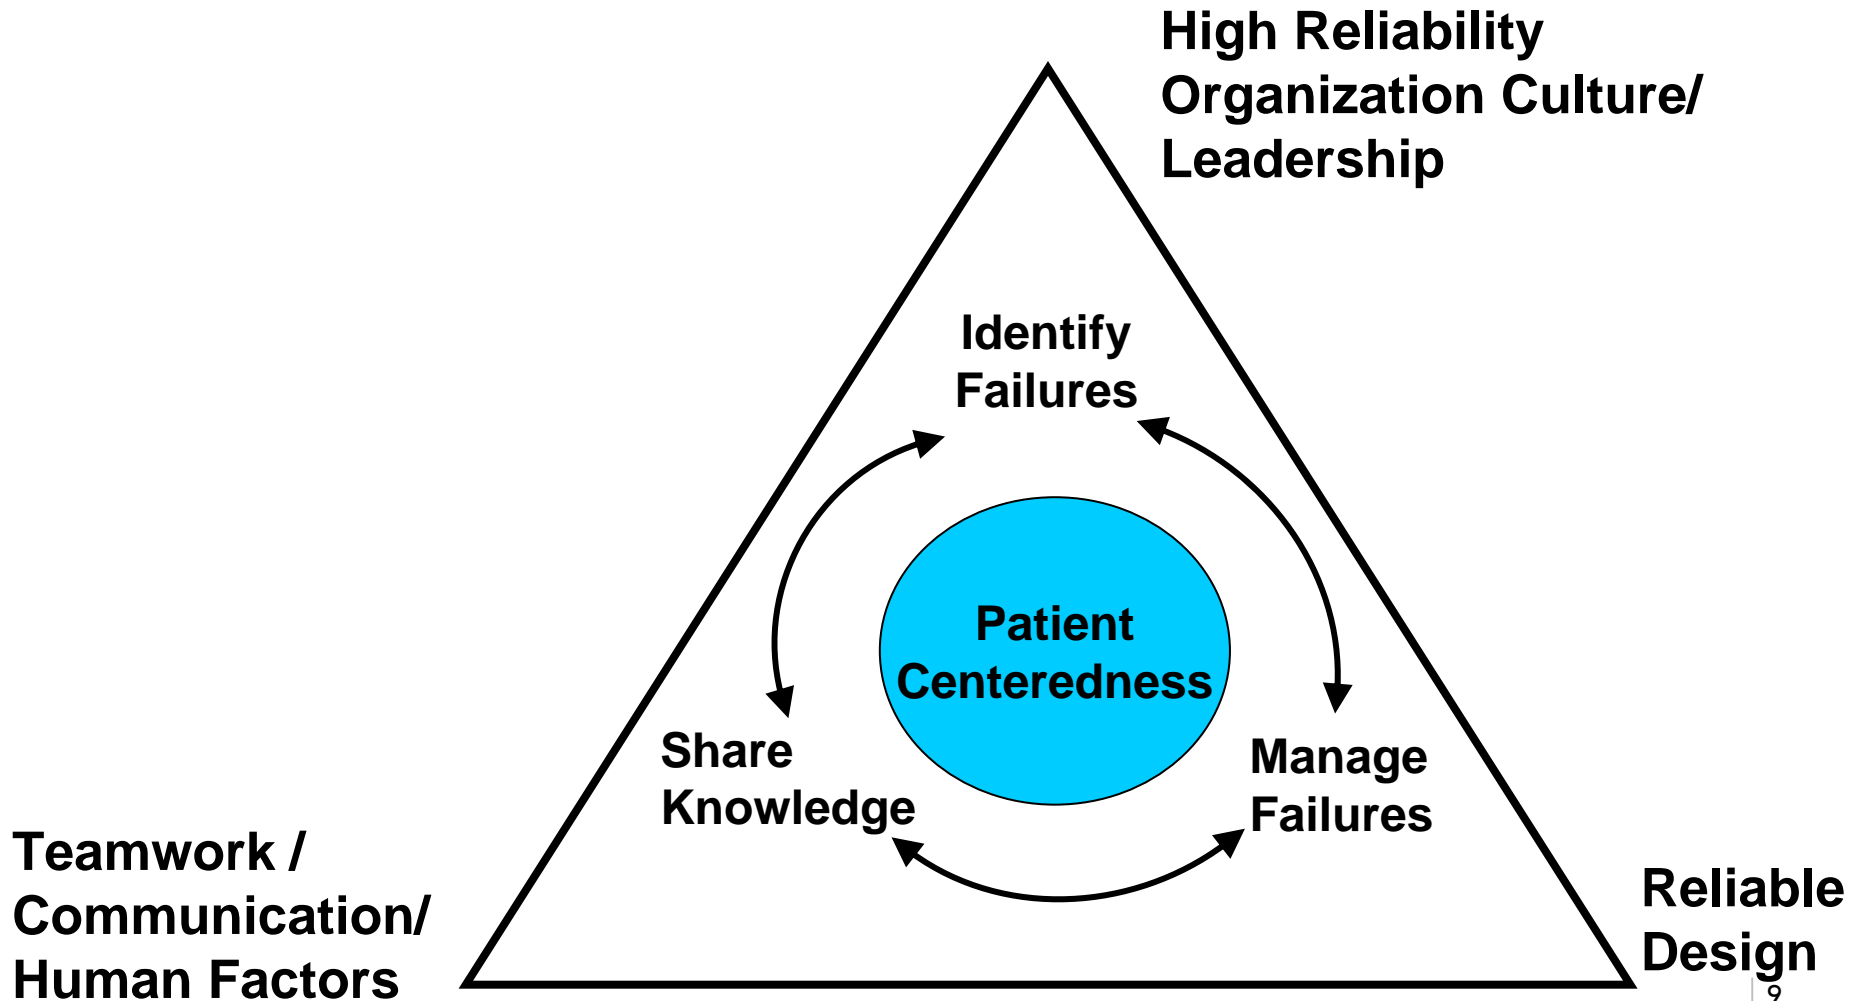 High Reliability
Organization Culture/
Leadership
Identify
Failures
Patient
Centeredness
Share
Knowledge
Manage
Failures
Teamwork /
Communication/
Human Factors
Reliable
Design
9